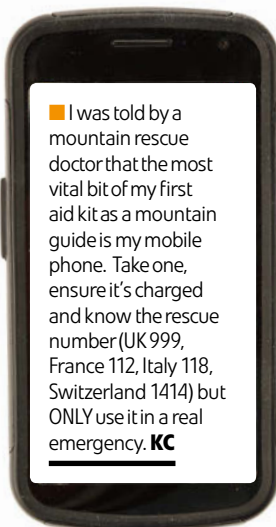 I was told by a
mountain rescue
doctor that the most
vital bit of my first
aid kit as a mountain
guide is my mobile
phone. Take one,
ensure it's charged
and know the rescue
number (UK 999,
France 112, Italy 118,
Switzerland 1414) but
ONLY use it in a real
emergency. KC